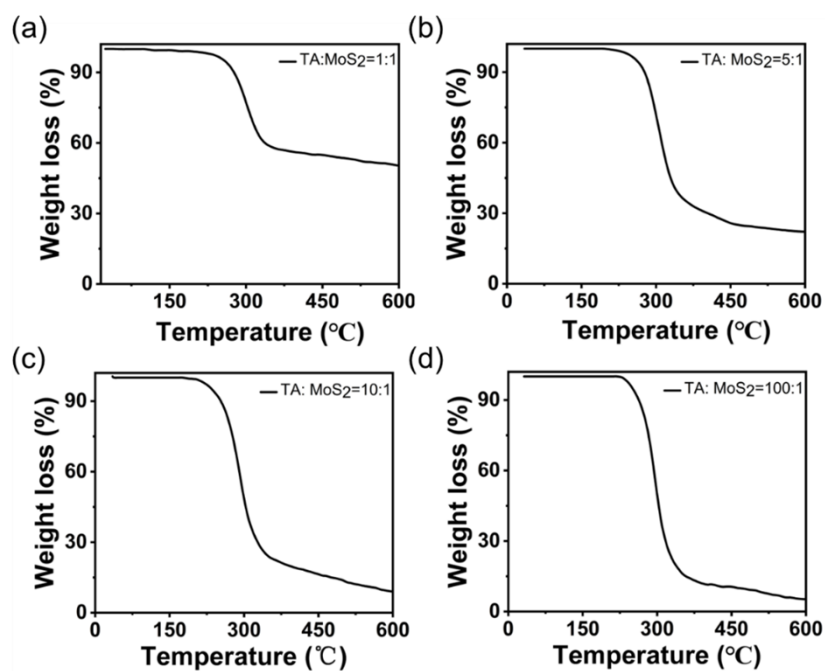 (a)
TA:MoS2=1:1
Weight loss (%)
90
60
30
0
150
300
450
600
Temperature (°C)
(b)
TA: MoS2=5:1
Weight loss (%)
90
60
30
0
0
150
300
450
600
Temperature (°C)
(c)
TA: MoS2=10:1
Weight loss (%)
90
60
30
0
0
150
300
450
600
Temperature (℃)
(d)
TA: MoS2=100:1
Weight loss (%)
90
60
30
0
0
150
300
450
600
Temperature (°C)